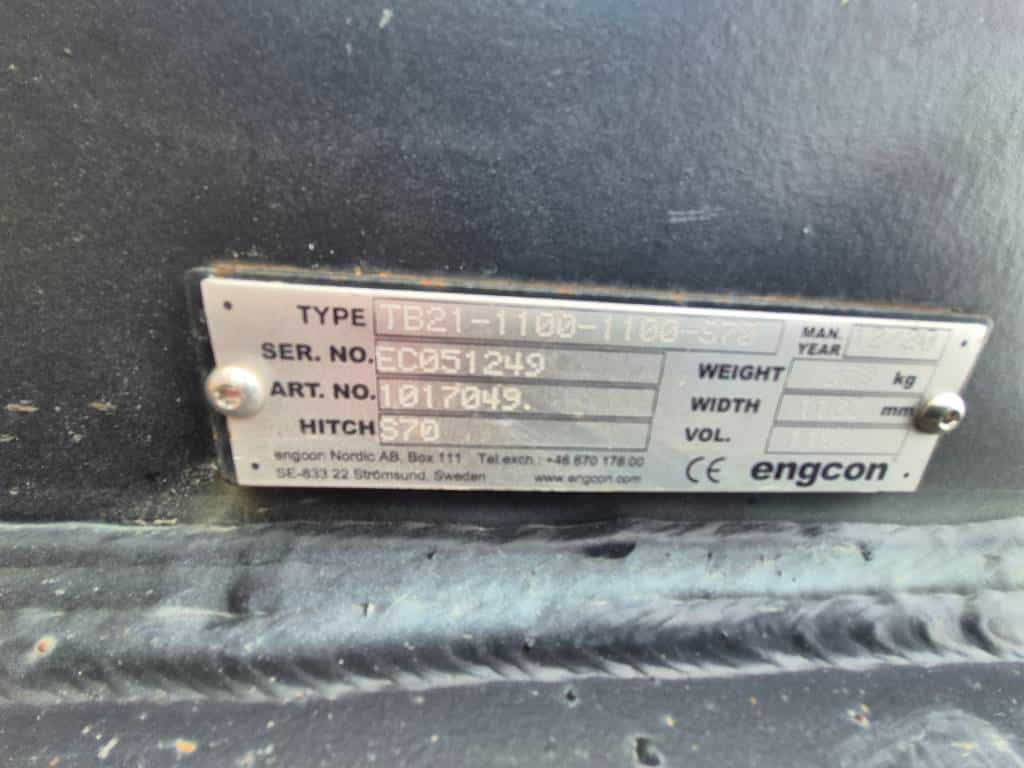 TYPE TB21-1100-1100-S70 MAN. YEAR
SER. NO. EC051249 WEIGHT kg
ART. NO. 1017049. WIDTH mm
HITCH S70 VOL.
engcon Nordic AB, Box 111 Tel.exch.: +46 670 178 00
SE-833 22 Strömsund, Sweden www.engcon.com
CE engcon